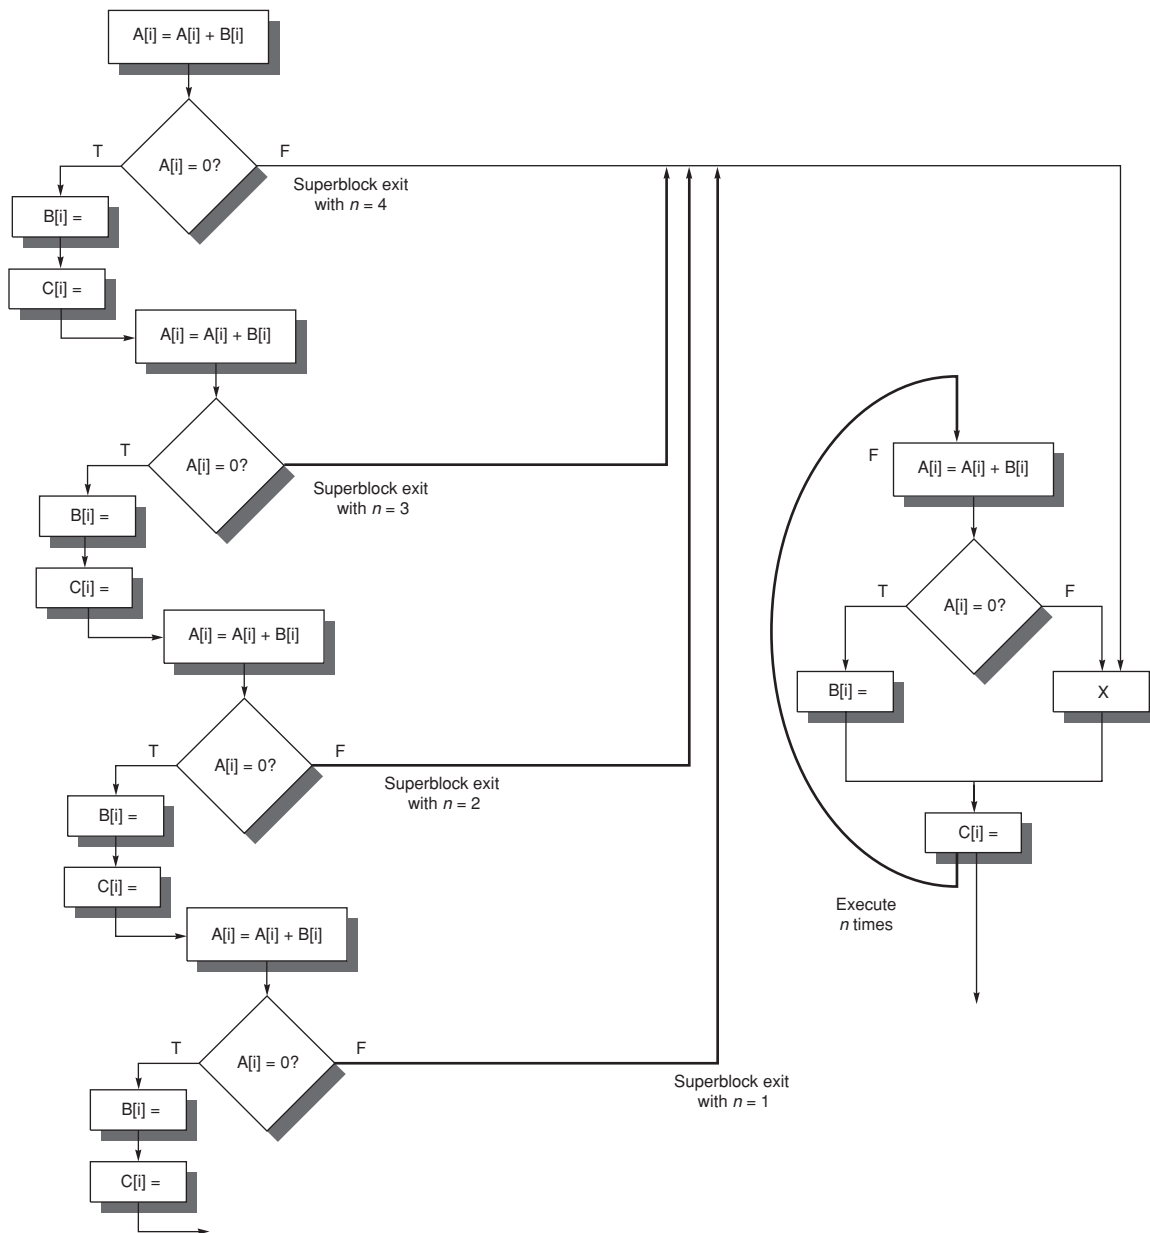 A[i] = A[i] + B[i]
T
A[i] = 0?
F
Superblock exit
with n = 4
B[i] =
C[i] =
A[i] = A[i] + B[i]
T
A[i] = 0?
Superblock exit
with n = 3
B[i] =
C[i] =
A[i] = A[i] + B[i]
T
A[i] = 0?
F
Superblock exit
with n = 2
B[i] =
C[i] =
A[i] = A[i] + B[i]
T
A[i] = 0?
F
Superblock exit
with n = 1
B[i] =
C[i] =
F
A[i] = A[i] + B[i]
T
A[i] = 0?
F
B[i] =
X
C[i] =
Execute
n times